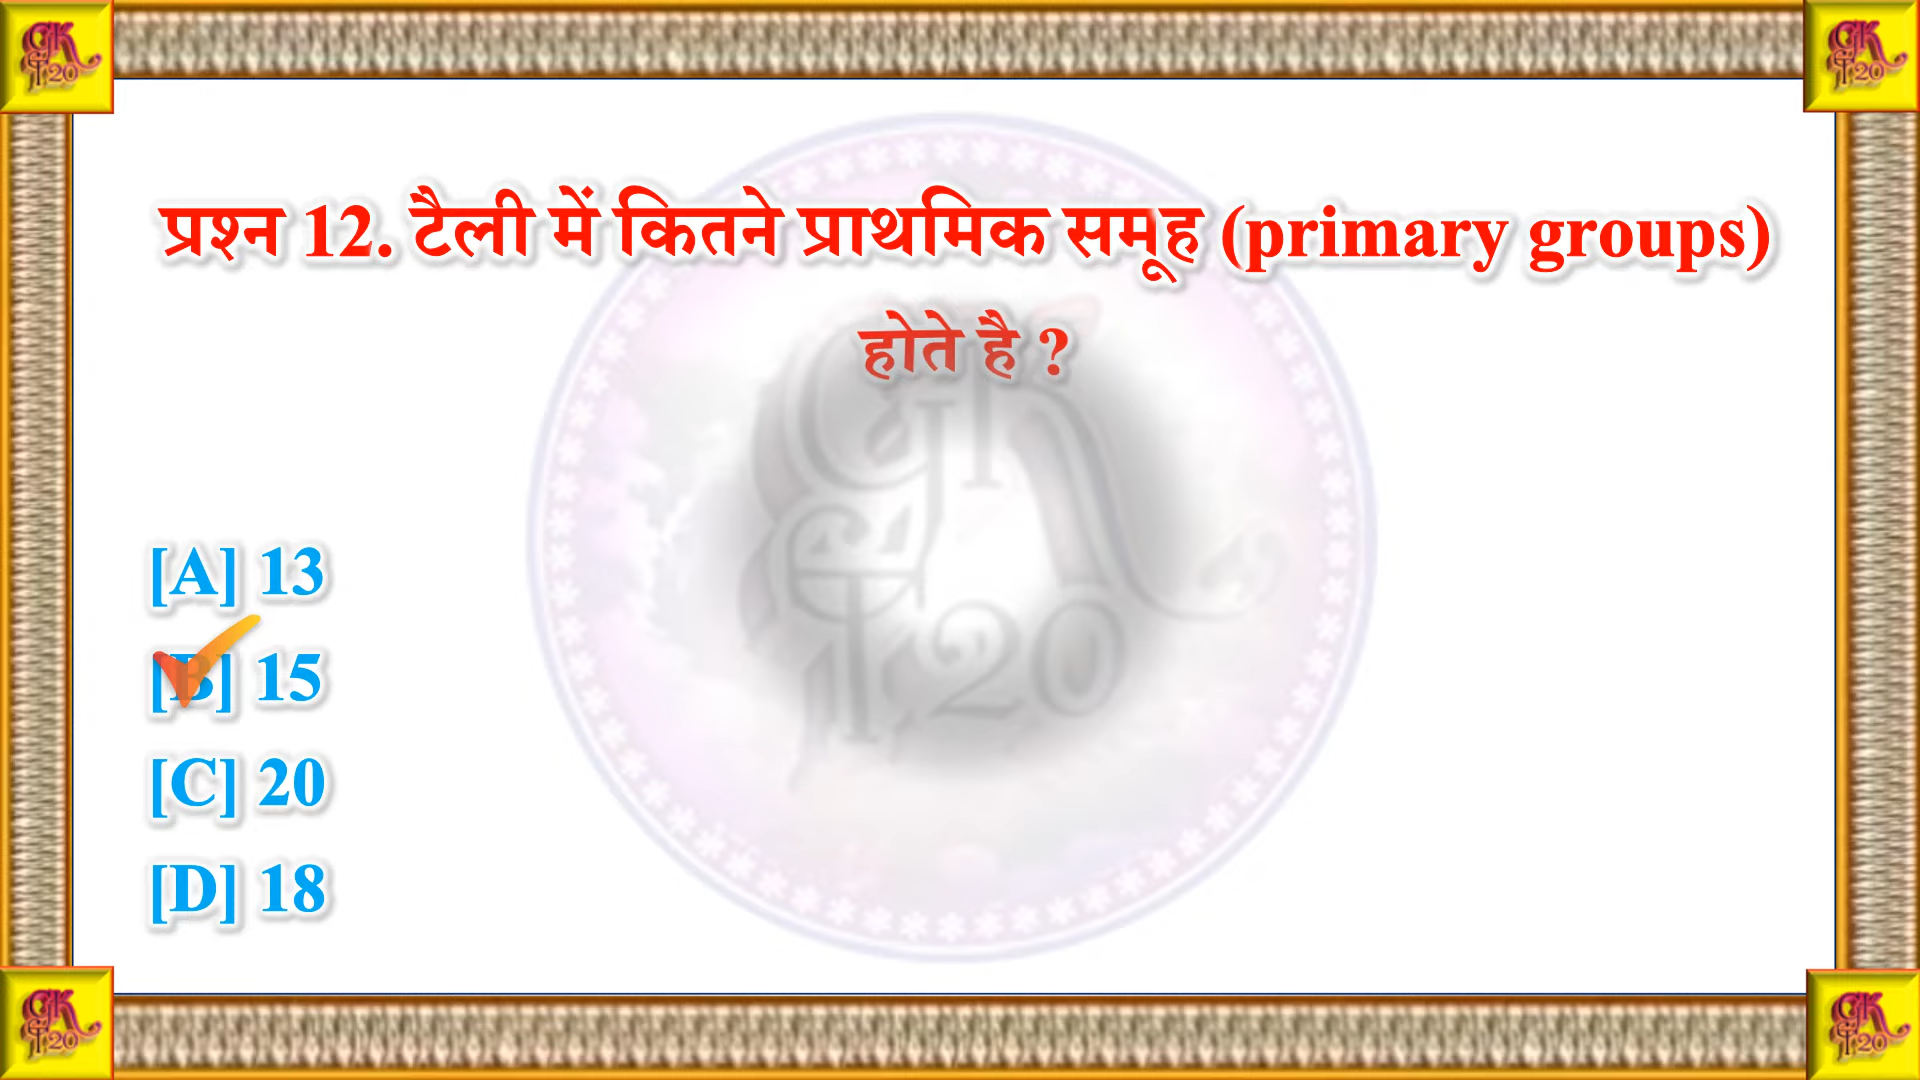 प्रश्न 12. टैली में कितने प्राथमिक समूह (primary groups)
होते है ?
[A] 13
[B] 15
[C] 20
[D] 18